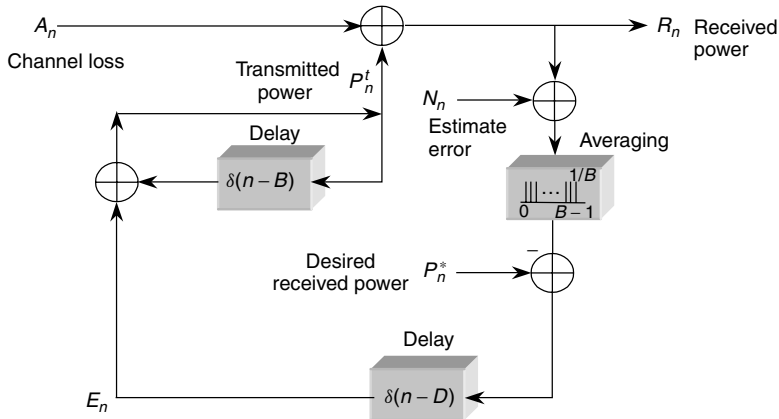 A_n
R_n Received
power
Channel loss
Transmitted
power
P_n^t
N_n
Estimate
error
Averaging
Delay
δ(n – B)
1/B
...
0
B – 1
–
Desired
received power
P_n^*
Delay
E_n
δ(n – D)